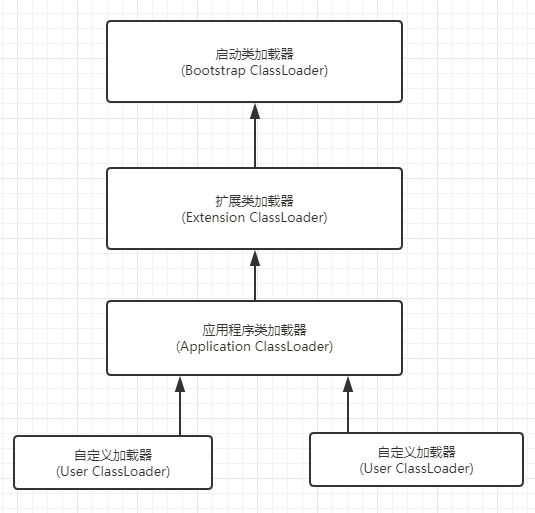 启动类加载器
(Bootstrap ClassLoader)
扩展类加载器
(Extension ClassLoader)
应用程序类加载器
(Application ClassLoader)
自定义加载器
(User ClassLoader)
自定义加载器
(User ClassLoader)